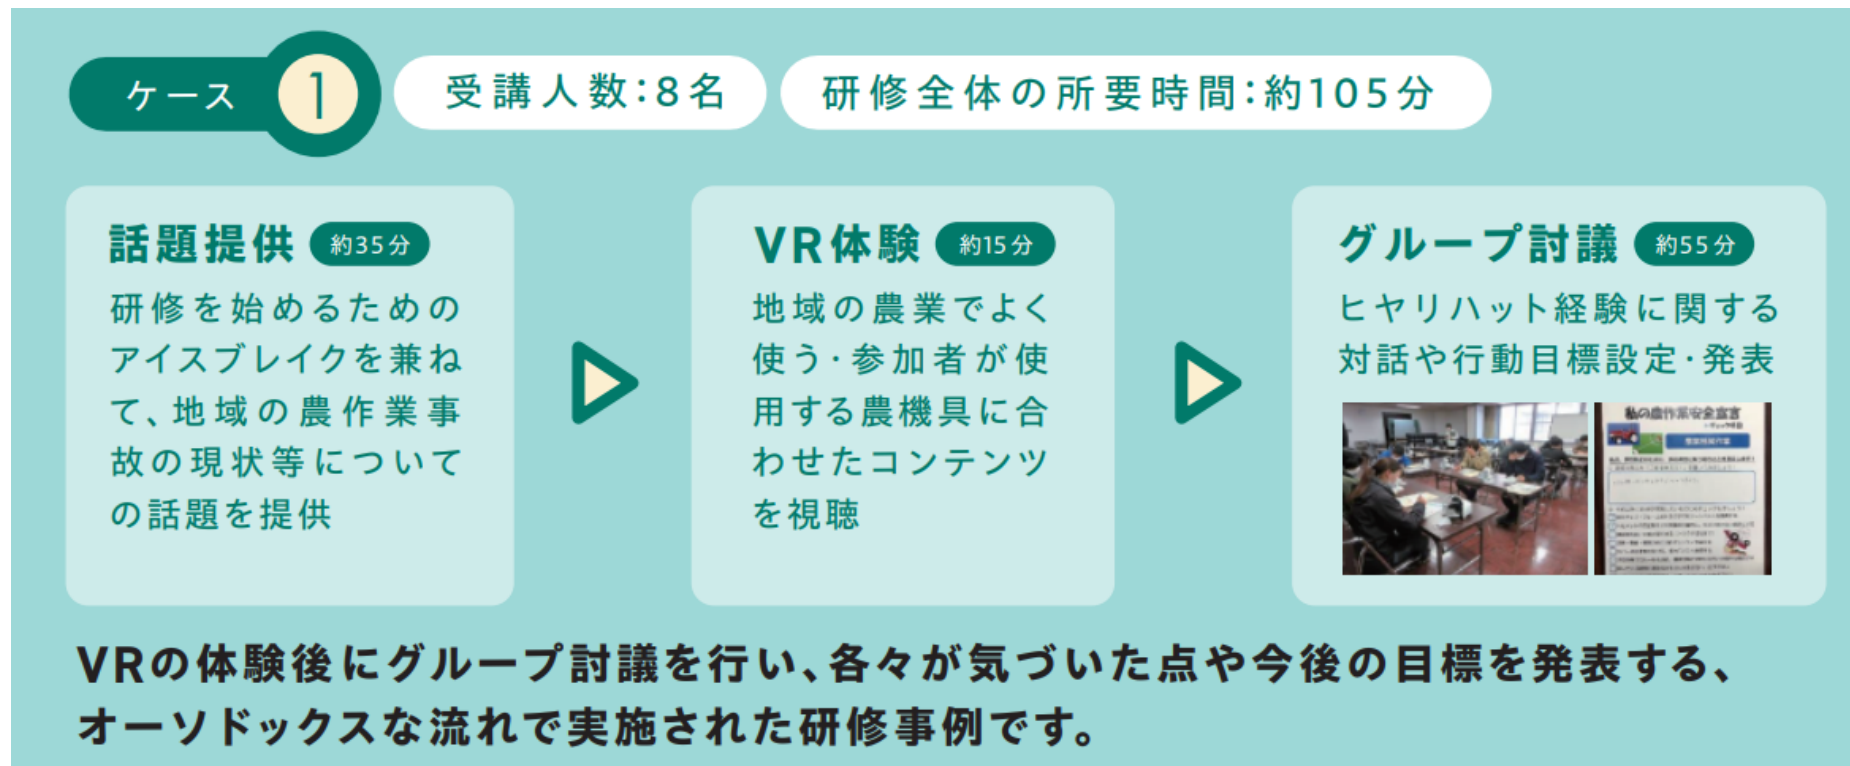 ケース 1 受講人数:8名 研修全体の所要時間:約105分
話題提供 約35分
研修を始めるための
アイスブレイクを兼ね
て、地域の農作業事
故の現状等について
の話題を提供
VR体験 約15分
地域の農業でよく
使う・参加者が使
用する農機具に合
わせたコンテンツ
を視聴
グループ討議 約55分
ヒヤリハット経験に関する
対話や行動目標設定・発表
私の農作業安全宣言
VRの体験後にグループ討議を行い、各々が気づいた点や今後の目標を発表する、
オーソドックスな流れで実施された研修事例です。